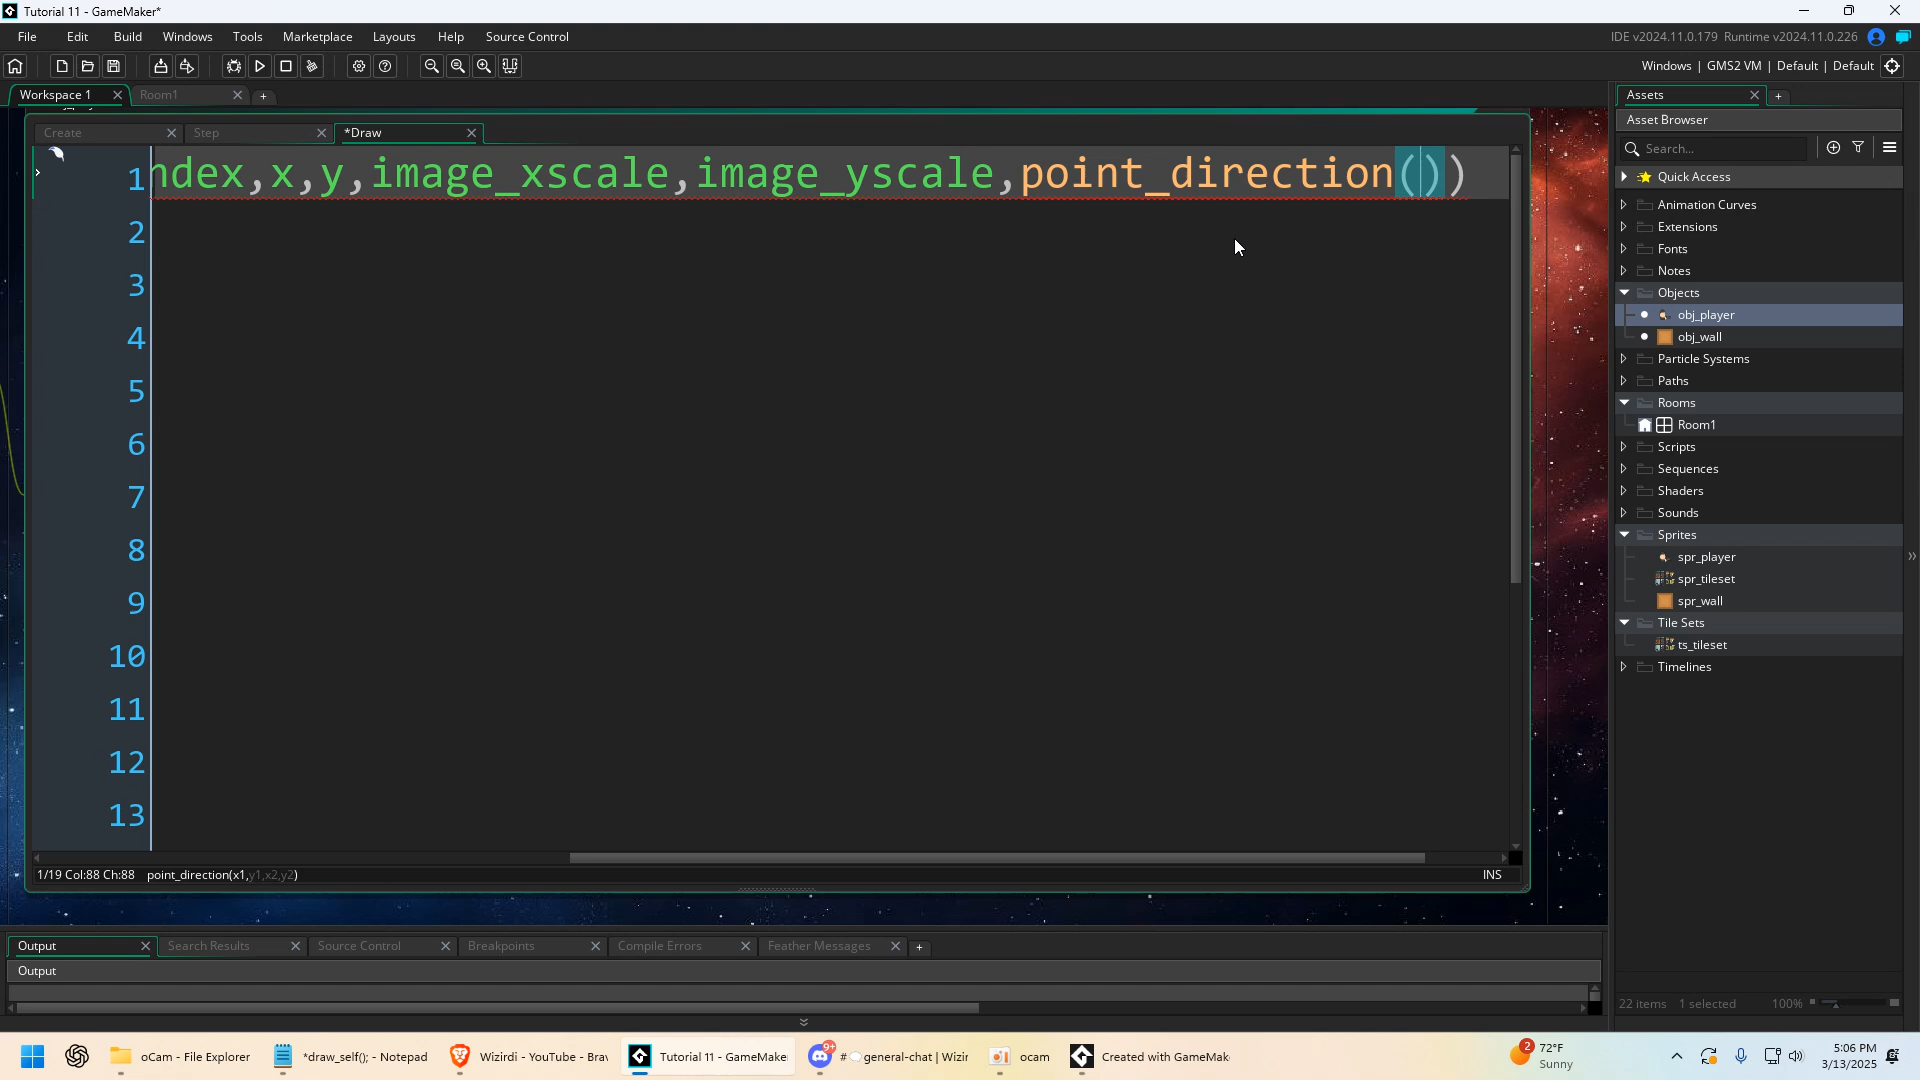 Tutorial 11 - GameMaker*
File Edit Build Windows Tools Marketplace Layouts Help Source Control
IDE v2024.11.0.179 Runtime v2024.11.0.226
Windows | GMS2 VM | Default | Default
Workspace 1 Room1
Create Step *Draw
1 ndex,x,y,image_xscale,image_yscale,point_direction())
2
3
4
5
6
7
8
9
10
11
12
13
1/19 Col:88 Ch:88 point_direction(x1,y1,x2,y2) INS
Assets
Asset Browser
Search...
Quick Access
Animation Curves
Extensions
Fonts
Notes
Objects
obj_player
obj_wall
Particle Systems
Paths
Rooms
Room1
Scripts
Sequences
Shaders
Sounds
Sprites
spr_player
spr_tileset
spr_wall
Tile Sets
ts_tileset
Timelines
22 items 1 selected 100%
Output Search Results Source Control Breakpoints Compile Errors Feather Messages
Output
oCam - File Explorer
*draw_self(); - Notepad
Wizirdi - YouTube - Brav
Tutorial 11 - GameMake
9+
# general-chat | Wizir
ocam
Created with GameMak
2
72°F
Sunny
5:06 PM
3/13/2025